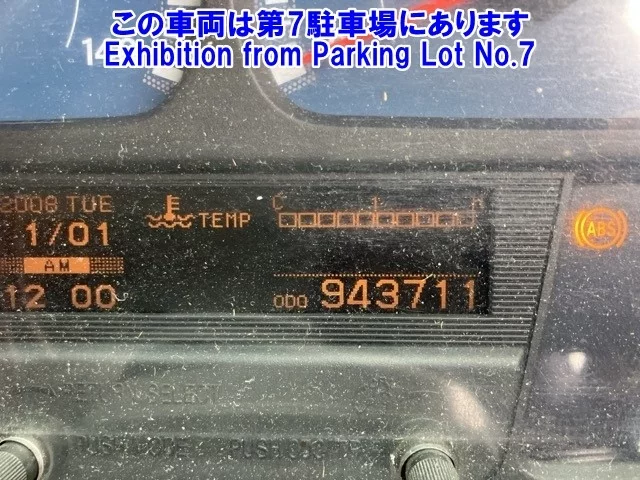 この車両は第7駐車場にあります
Exhibition from Parking Lot No.7
2008 TUE
1/01
AM
12 00
TEMP
C
ODO 943711
ABS
SELECT